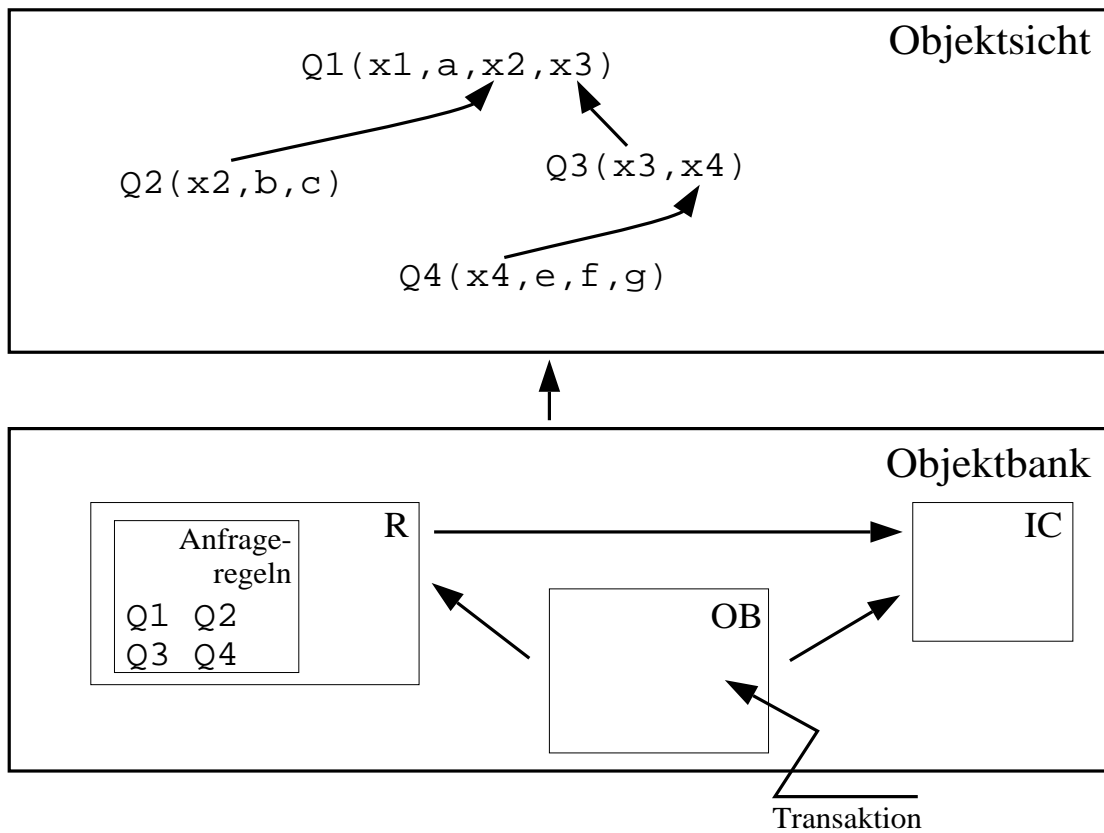 Objektsicht
Q1(x1,a,x2,x3)
Q2(x2,b,c)
Q3(x3,x4)
Q4(x4,e,f,g)
Objektbank
R
IC
Anfrage-
regeln
Q1 Q2
Q3 Q4
OB
Transaktion